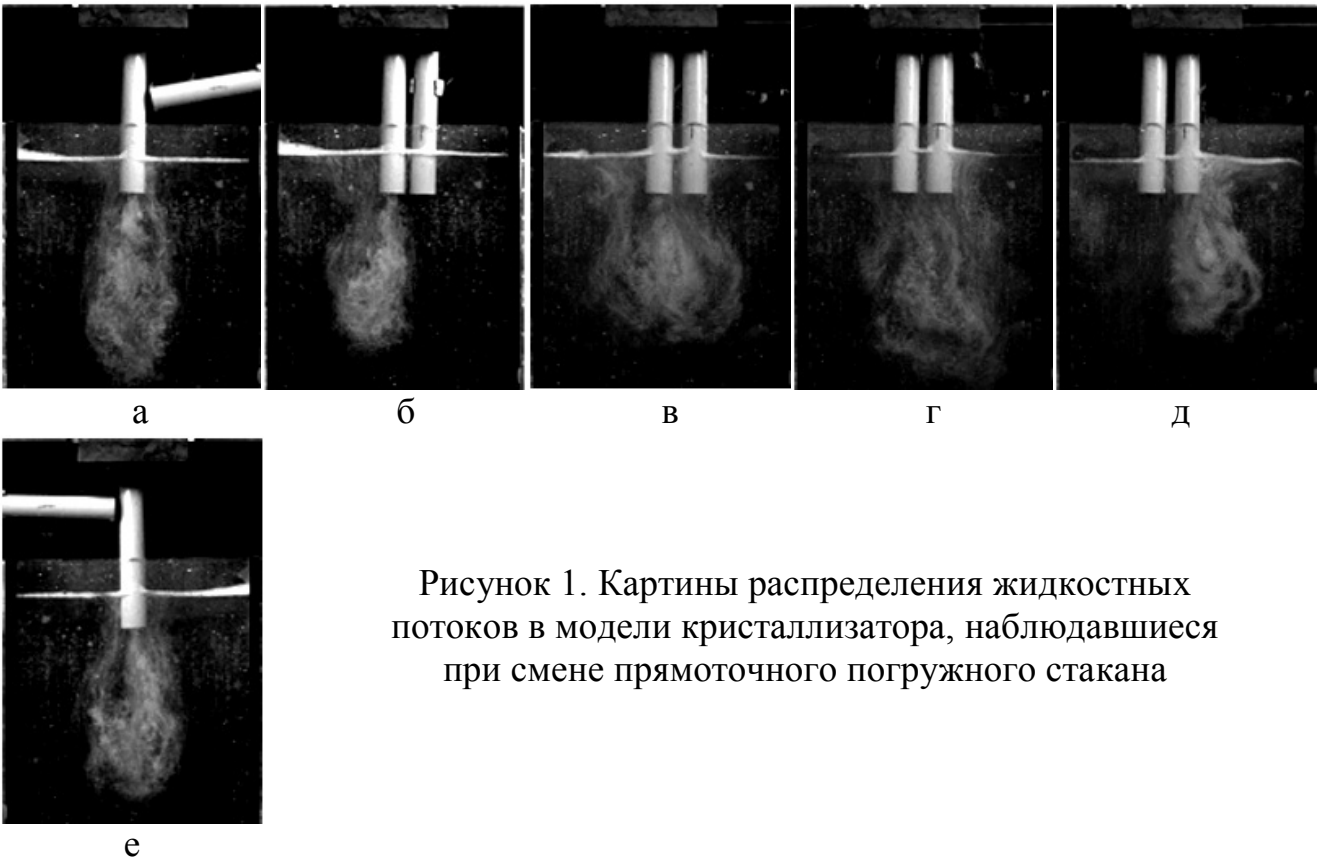 а
б
в
г
д
е
Рисунок 1. Картины распределения жидкостных
потоков в модели кристаллизатора, наблюдавшиеся
при смене прямоточного погружного стакана